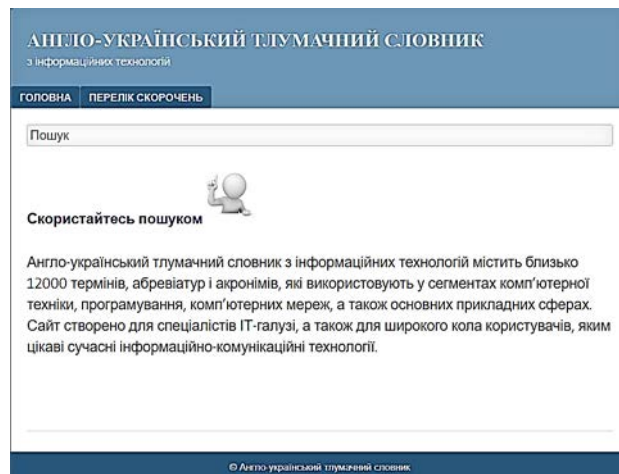 АНГЛО-УКРАЇНСЬКИЙ ТЛУМАЧНИЙ СЛОВНИК
з інформаційних технологій
ГОЛОВНА ПЕРЕЛІК СКОРОЧЕНЬ
Пошук
Скористайтесь пошуком
Англо-український тлумачний словник з інформаційних технологій містить близько
12000 термінів, абревіатур і акронімів, які використовують у сегментах комп’ютерної
техніки, програмування, комп’ютерних мереж, а також основних прикладних сферах.
Сайт створено для спеціалістів ІТ-галузі, а також для широкого кола користувачів, яким
цікаві сучасні інформаційно-комунікаційні технології.
© Англо-український тлумачний словник